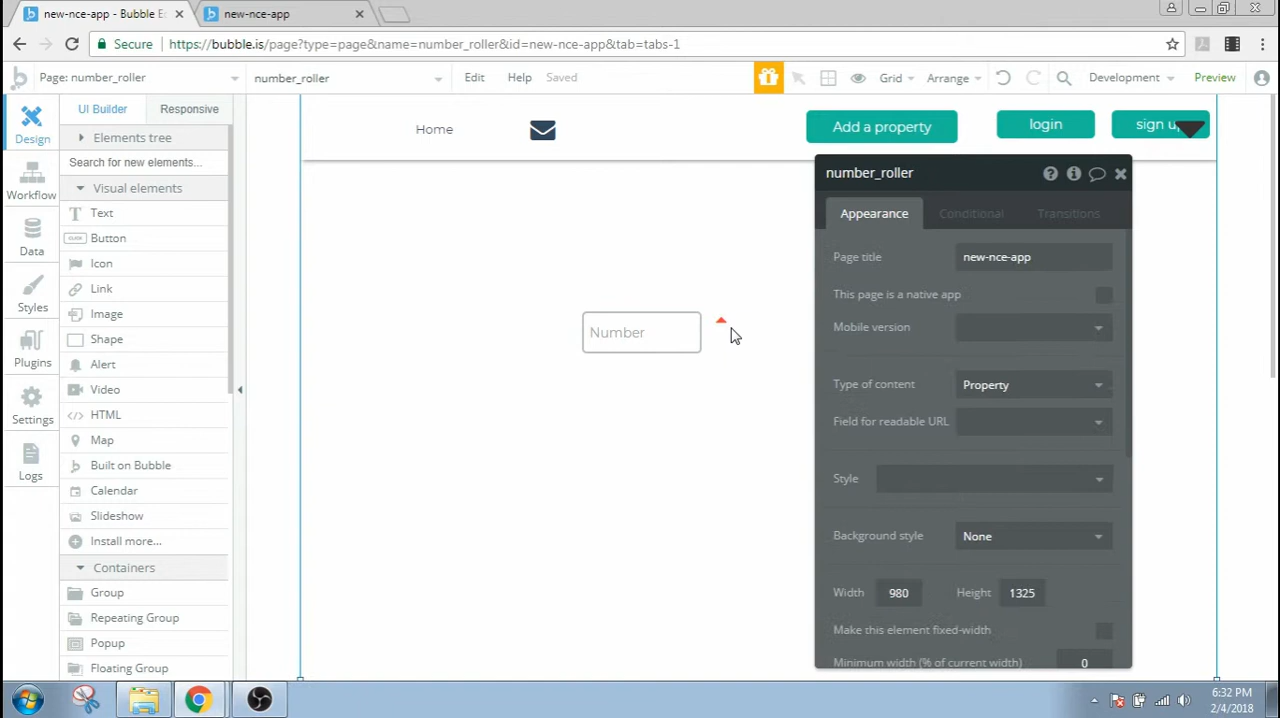 new-nce-app - Bubble Ed
new-nce-app
Secure
https://bubble.is/page?type=page&name=number_roller&id=new-nce-app&tab=tabs-1
Page: number_roller
number_roller
Edit
Help
Saved
Grid
Arrange
Development
Preview
Design
Workflow
Data
Styles
Plugins
Settings
Logs
UI Builder
Responsive
Elements tree
Search for new elements...
Visual elements
Text
CLICK
Button
Icon
Link
Image
Shape
Alert
Video
HTML
Map
Built on Bubble
Calendar
Slideshow
Install more...
Containers
Group
Repeating Group
Popup
Floating Group
Home
Add a property
login
sign u
Number
number_roller
Appearance
Conditional
Transitions
Page title
new-nce-app
This page is a native app
Mobile version
Type of content
Property
Field for readable URL
Style
Background style
None
Width
980
Height
1325
Make this element fixed-width
Minimum width (% of current width)
0
6:32 PM
2/4/2018